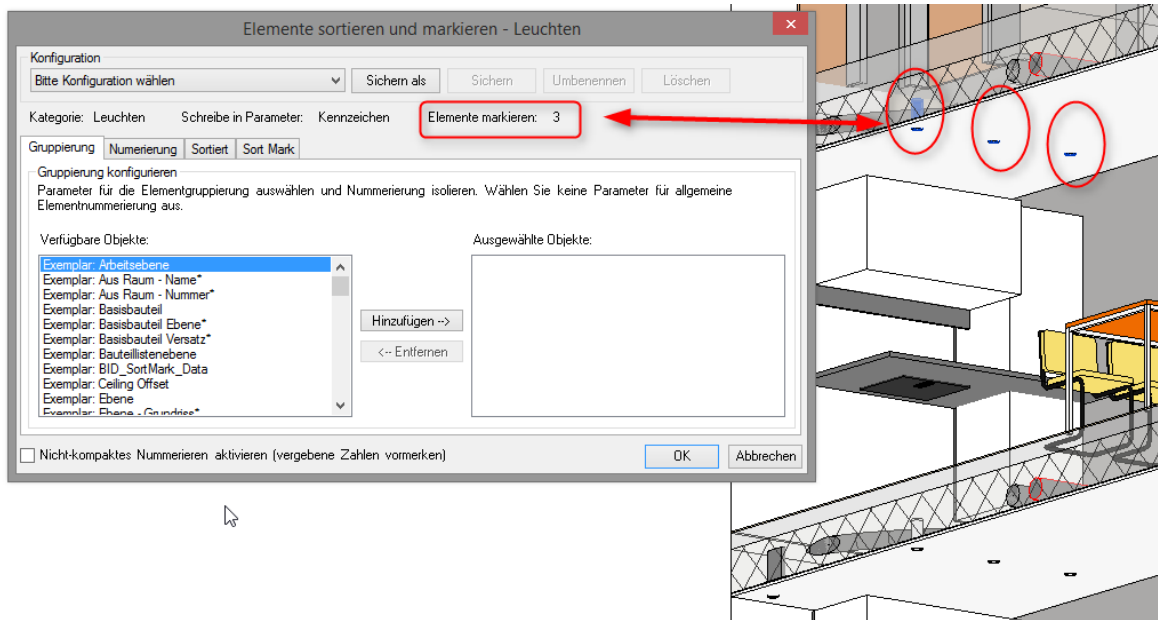 Elemente sortieren und markieren - Leuchten
Konfiguration
Bitte Konfiguration wählen
Sichern als
Sichern
Umbenennen
Löschen
Kategorie: Leuchten
Schreibe in Parameter: Kennzeichen
Elemente markieren: 3
Gruppierung
Numerierung
Sortiert
Sort Mark
Gruppierung konfigurieren
Parameter für die Elementgruppierung auswählen und Nummerierung isolieren. Wählen Sie keine Parameter für allgemeine
Elementnummerierung aus.
Verfügbare Objekte:
Ausgewählte Objekte:
Exemplar: Arbeitsebene
Exemplar: Aus Raum - Name*
Exemplar: Aus Raum - Nummer*
Exemplar: Basisbauteil
Exemplar: Basisbauteil Ebene*
Exemplar: Basisbauteil Versatz*
Exemplar: Bauteillistenebene
Exemplar: BID_SortMark_Data
Exemplar: Ceiling Offset
Exemplar: Ebene
Exemplar: Ebene - Grundriss*
Hinzufügen -->
<-- Entfernen
Nicht-kompaktes Nummerieren aktivieren (vergebene Zahlen vormerken)
OK
Abbrechen